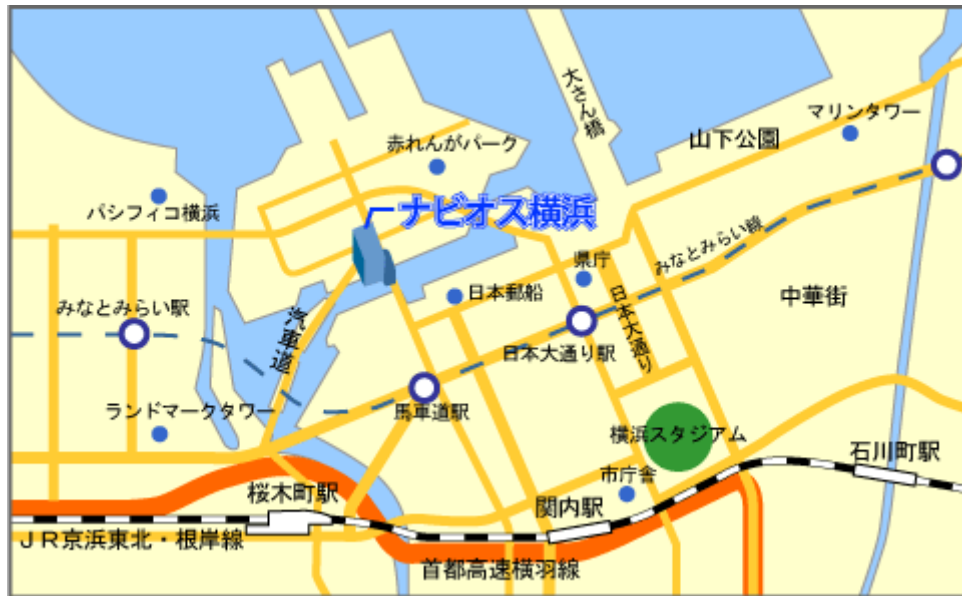 大さん橋
マリンタワー
山下公園
赤れんがパーク
パシフィコ横浜
ナビオス横浜
みなとみらい線
県庁
日本郵船
日本大通り
中華街
みなとみらい駅
汽車道
日本大通り駅
馬車道駅
ランドマークタワー
横浜スタジアム
石川町駅
市庁舎
桜木町駅
関内駅
JR京浜東北・根岸線
首都高速横羽線